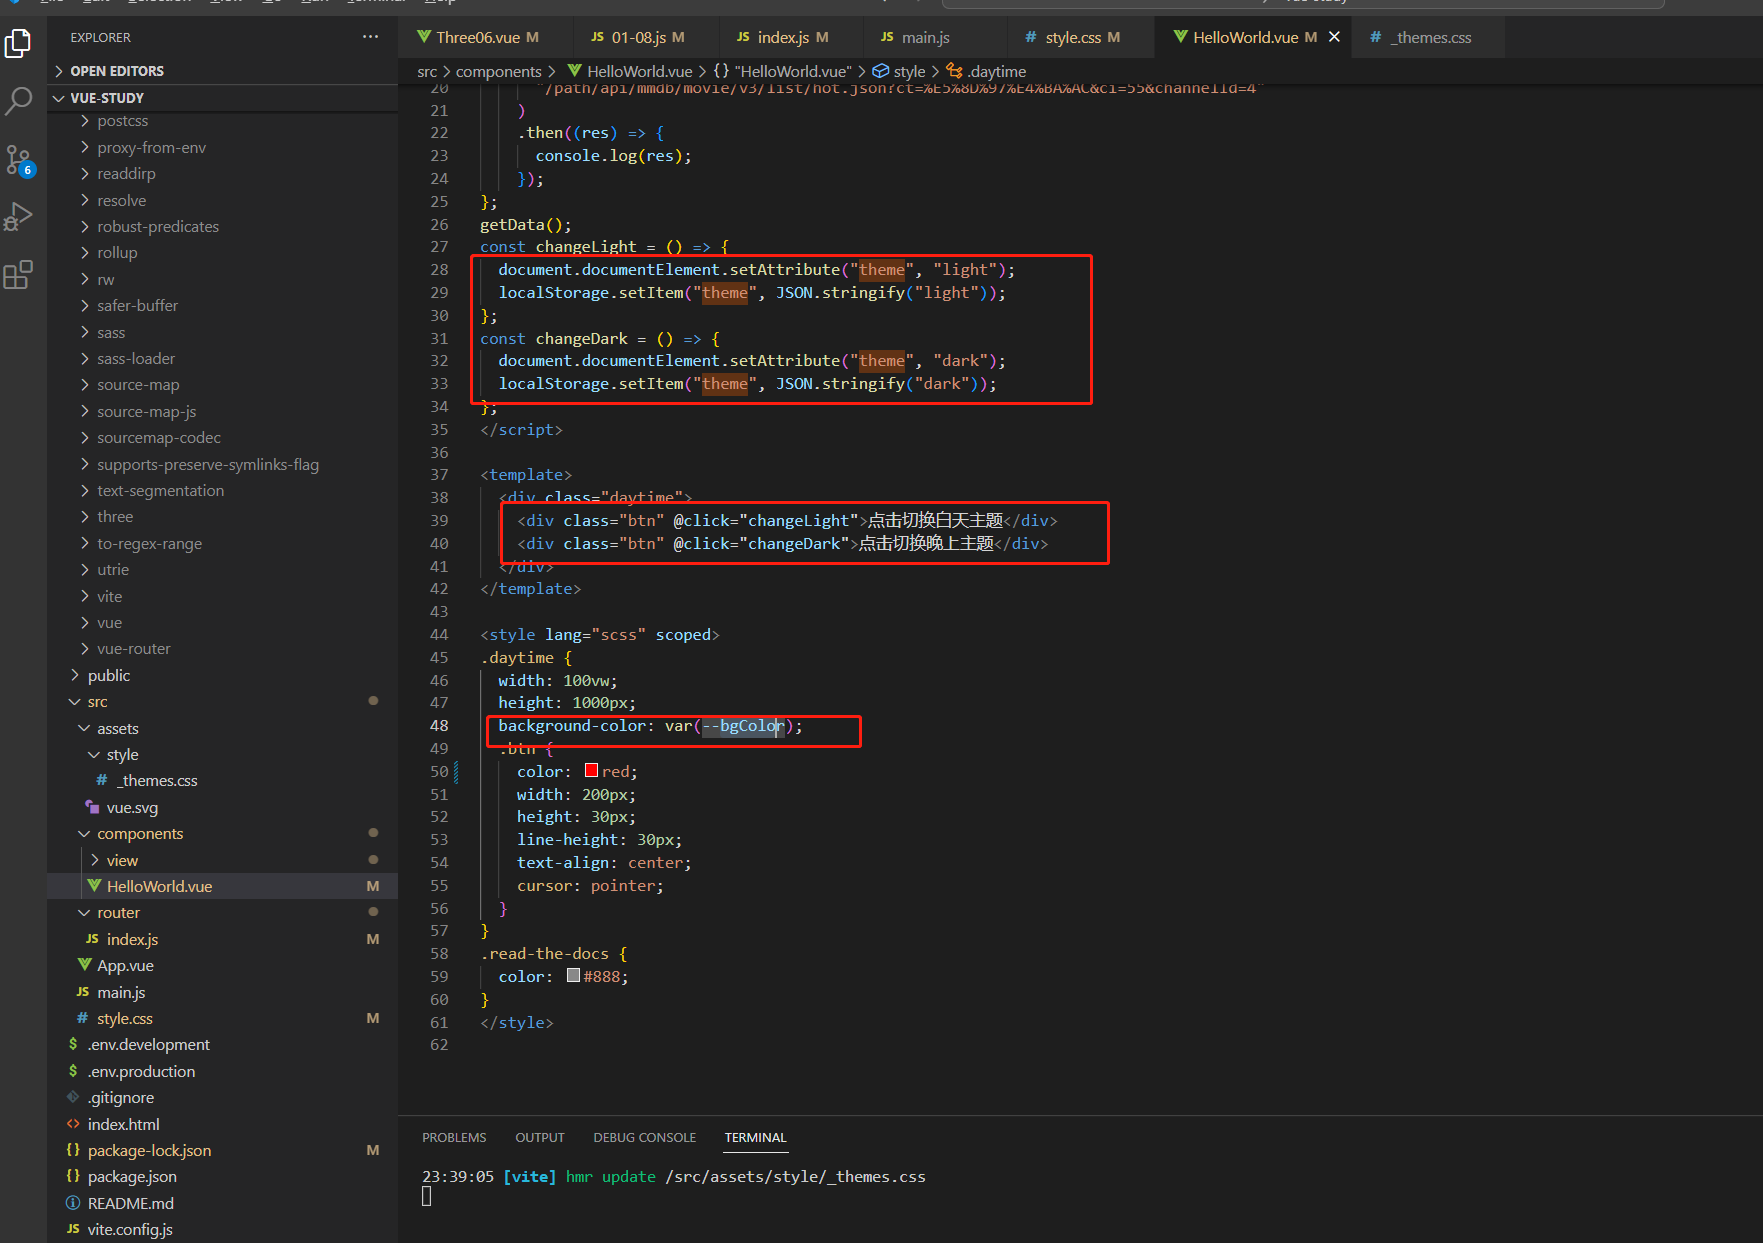 EXPLORER
OPEN EDITORS
VUE-STUDY
postcss
proxy-from-env
readdirp
resolve
robust-predicates
rollup
rw
safer-buffer
sass
sass-loader
source-map
source-map-js
sourcemap-codec
supports-preserve-symlinks-flag
text-segmentation
three
to-regex-range
utrie
vite
vue
vue-router
public
src
assets
style
# _themes.css
vue.svg
components
view
HelloWorld.vue M
router
JS index.js M
App.vue
JS main.js
# style.css M
$ .env.development
$ .env.production
.gitignore
<> index.html
{} package-lock.json M
{} package.json
README.md
JS vite.config.js
6
Three06.vue M JS 01-08.js M JS index.js M JS main.js # style.css M HelloWorld.vue M # _themes.css
src > components > HelloWorld.vue > {} "HelloWorld.vue" > style > .daytime
20 "/path/api/mmdb/movie/v3/list/hot.json?ct=%E5%8D%97%E4%BA%AC&ci=55&channelId=4"
21 )
22 .then((res) => {
23 console.log(res);
24 });
25 };
26 getData();
27 const changeLight = () => {
28 document.documentElement.setAttribute("theme", "light");
29 localStorage.setItem("theme", JSON.stringify("light"));
30 };
31 const changeDark = () => {
32 document.documentElement.setAttribute("theme", "dark");
33 localStorage.setItem("theme", JSON.stringify("dark"));
34 };
35 </script>
36
37 <template>
38 <div class="daytime">
39 <div class="btn" @click="changeLight">点击切换白天主题</div>
40 <div class="btn" @click="changeDark">点击切换晚上主题</div>
41 </div>
42 </template>
43
44 <style lang="scss" scoped>
45 .daytime {
46 width: 100vw;
47 height: 1000px;
48 background-color: var(--bgColor);
49 .btn {
50 color: red;
51 width: 200px;
52 height: 30px;
53 line-height: 30px;
54 text-align: center;
55 cursor: pointer;
56 }
57 }
58 .read-the-docs {
59 color: #888;
60 }
61 </style>
62
PROBLEMS OUTPUT DEBUG CONSOLE TERMINAL
23:39:05 [vite] hmr update /src/assets/style/_themes.css